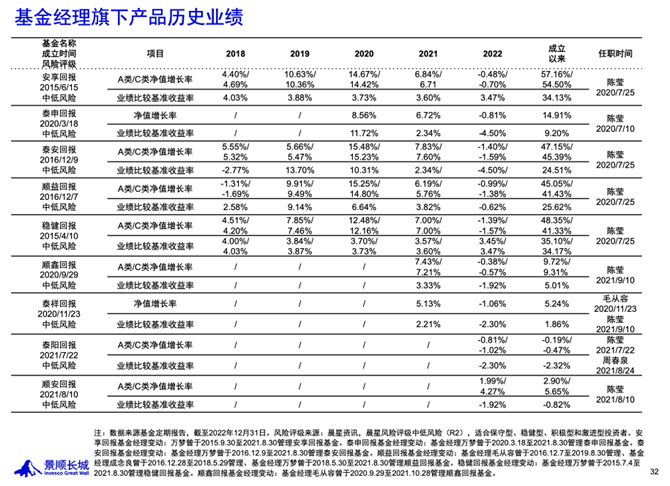 基金经理旗下产品历史业绩
基金名称
成立时间
风险评级
项目 2018 2019 2020 2021 2022 成立以来 任职时间
安享回报
2015/6/15
中低风险
A类/C类净值增长率 4.40%/4.69% 10.63%/10.36% 14.67%/14.42% 6.84%/6.71 -0.48%/-0.70% 57.16%/54.50%
业绩比较基准收益率 4.03% 3.88% 3.73% 3.60% 3.47% 34.13%
陈莹
2020/7/25
泰申回报
2020/3/18
中低风险
净值增长率 / / 8.56% 6.72% -0.81% 14.91%
业绩比较基准收益率 / / 11.72% 2.34% -4.50% 9.20%
陈莹
2020/7/10
泰安回报
2016/12/9
中低风险
A类/C类净值增长率 5.55%/5.32% 5.66%/5.47% 15.48%/15.23% 7.83%/7.60% -1.40%/-1.59% 47.15%/45.39%
业绩比较基准收益率 -2.77% 13.70% 10.31% 2.34%/ -4.50%/ 24.51%
陈莹
2020/7/25
顺益回报
2016/12/7
中低风险
A类/C类净值增长率 -1.31%/-1.69% 9.91%/9.49% 15.25%/14.80% 6.19%/5.76% -0.99%/-1.38% 45.05%/41.43%
业绩比较基准收益率 2.58% 9.14% 6.64% 3.82% -0.62% 25.62%
陈莹
2020/7/25
稳健回报
2015/4/10
中低风险
A类/C类净值增长率 4.51%/4.20% 7.85%/7.46% 12.48%/12.16% 7.00%/7.00% -1.39%/-1.57% 48.35%/41.33%
业绩比较基准收益率 4.00%/4.03% 3.84%/3.87% 3.70%/3.73% 3.57%/3.60% 3.45%/3.47% 35.10%/34.17%
陈莹
2020/7/25
顺鑫回报
2020/9/29
中低风险
A类/C类净值增长率 / / / 7.43%/7.21% -0.38%/-0.57% 9.72%/9.31%
业绩比较基准收益率 / / / 3.33% -1.92% 5.01%
陈莹
2021/9/10
泰祥回报
2020/11/23
中低风险
净值增长率 / / / 5.13% -1.06% 5.24%
业绩比较基准收益率 / / / 2.21% -2.30% 1.86%
毛从容
2020/11/23
陈莹
2021/9/10
泰阳回报
2021/7/22
中低风险
A类/C类净值增长率 / / / / -0.81%/-1.02% -0.19%/-0.47%
业绩比较基准收益率 / / / / -2.30% -2.32%
陈莹
2021/7/22
周春泉
2021/8/24
顺安回报
2021/8/10
中低风险
A类/C类净值增长率 / / / / 1.99%/4.27% 2.90%/5.65%
业绩比较基准收益率 / / / / -1.92% -0.82%
陈莹
2021/8/10
注:数据来源基金定期报告,截至2022年12月31日。风险评级来源:晨星资讯,晨星风险评级中低风险(R2),适合保守型、稳健型、积极型和激进型投资者。安
享回报基金经理变动:万梦曾于2015.9.30至2021.8.30管理安享回报基金。泰申回报基金经理变动:基金经理万梦曾于2020.3.18至2021.8.30管理泰申回报基金。泰
安回报基金经理变动:基金经理万梦曾于2016.12.9至2021.8.30管理泰安回报基金。顺益回报基金经理变动:基金经理毛从容曾于2016.12.7至2019.8.30管理、基金
经理成念良曾于2016.12.28至2018.5.29管理、基金经理万梦曾于2018.5.30至2021.8.30管理顺益回报基金。稳健回报基金经理变动:基金经理万梦曾于2015.7.4至
2021.8.30管理稳健回报基金。顺鑫回报基金经理变动:基金经理毛从容曾于2020.9.29至2021.10.28管理顺鑫回报基金。
景顺长城
Invesco Great Wall
32